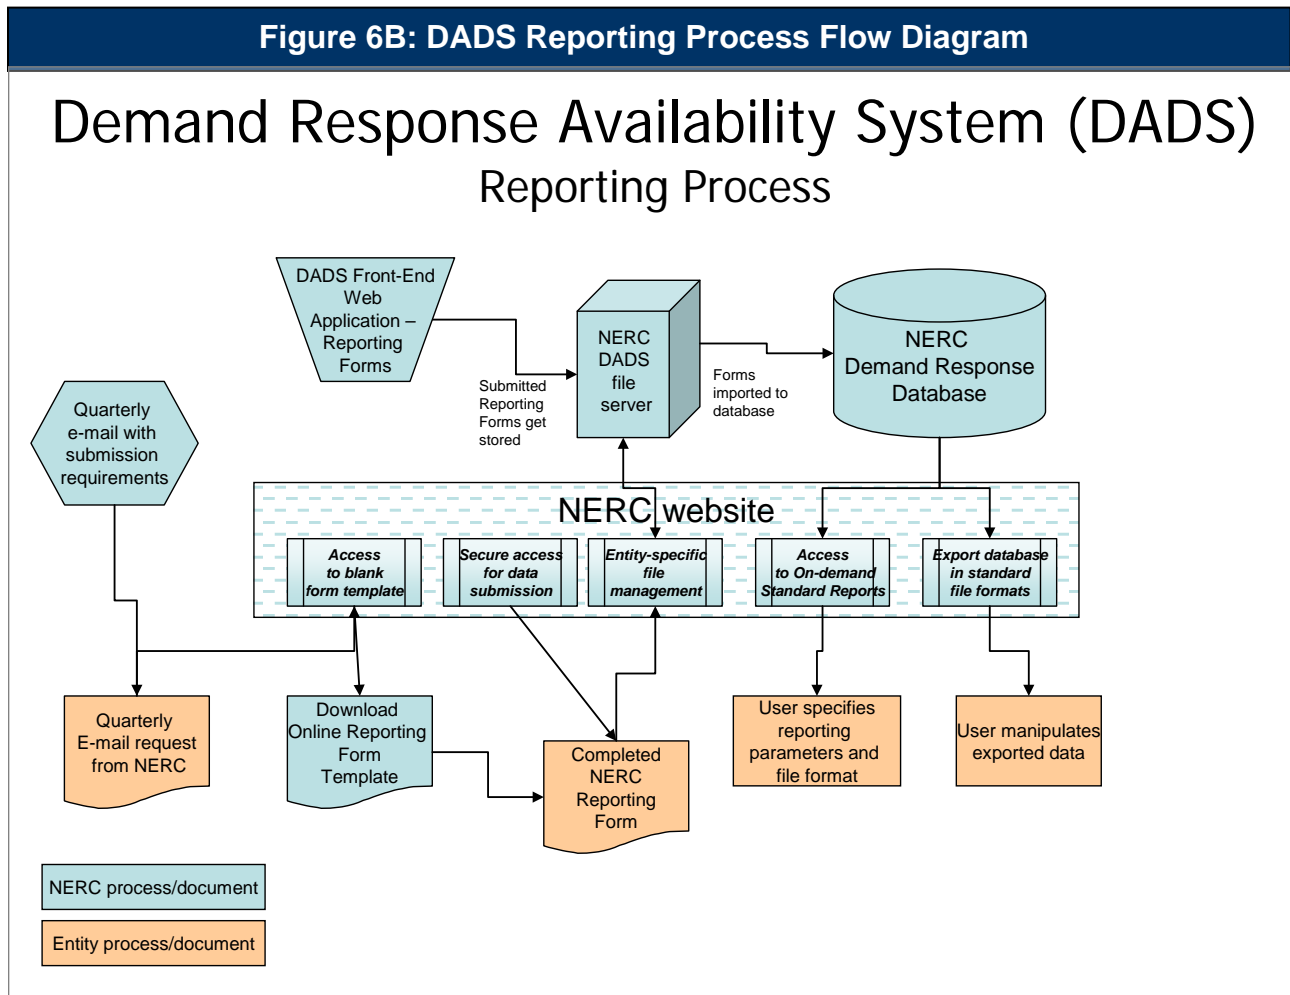 Figure 6B: DADS Reporting Process Flow Diagram
Demand Response Availability System (DADS)
Reporting Process
DADS Front-End
Web
Application –
Reporting
Forms
NERC
DADS
file
server
NERC
Demand Response
Database
Submitted
Reporting
Forms get
stored
Forms
imported to
database
Quarterly
e-mail with
submission
requirements
NERC website
Access
to blank
form template
Secure access
for data
submission
Entity-specific
file
management
Access
to On-demand
Standard Reports
Export database
in standard
file formats
Quarterly
E-mail request
from NERC
Download
Online Reporting
Form
Template
Completed
NERC
Reporting
Form
User specifies
reporting
parameters and
file format
User manipulates
exported data
NERC process/document
Entity process/document